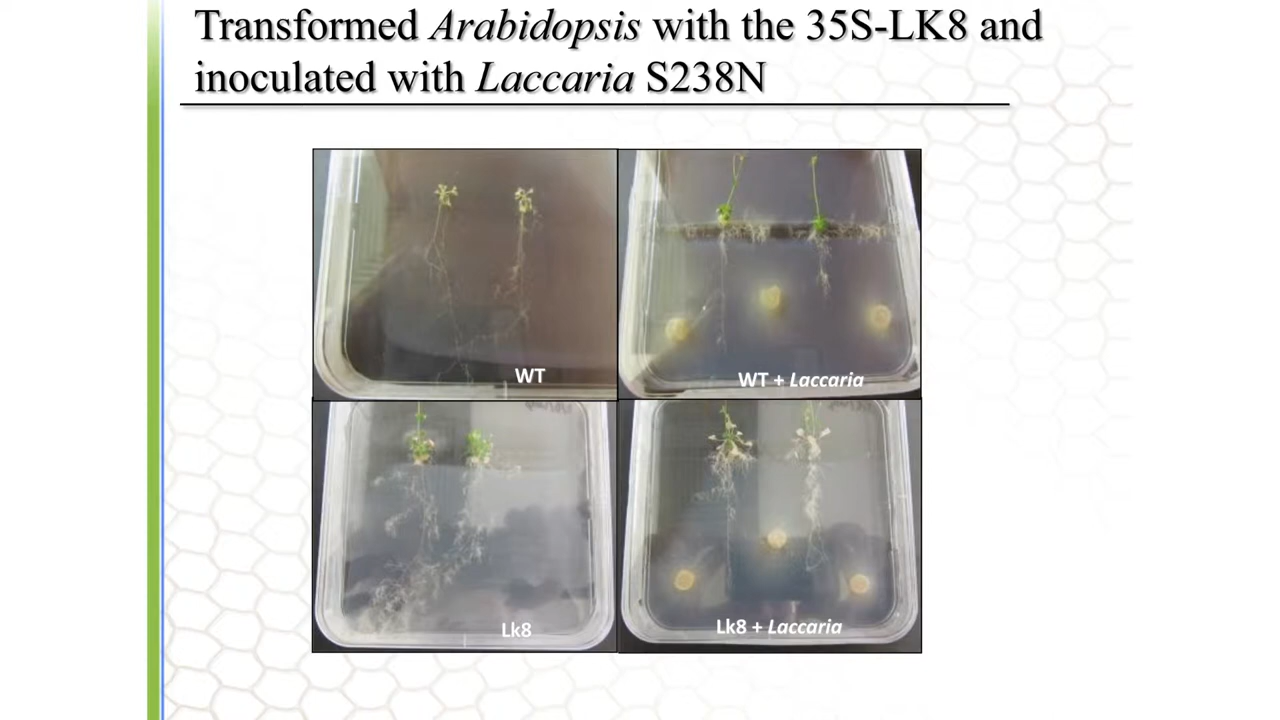 Transformed Arabidopsis with the 35S-LK8 and
inoculated with Laccaria S238N
WT
WT + Laccaria
Lk8
Lk8 + Laccaria